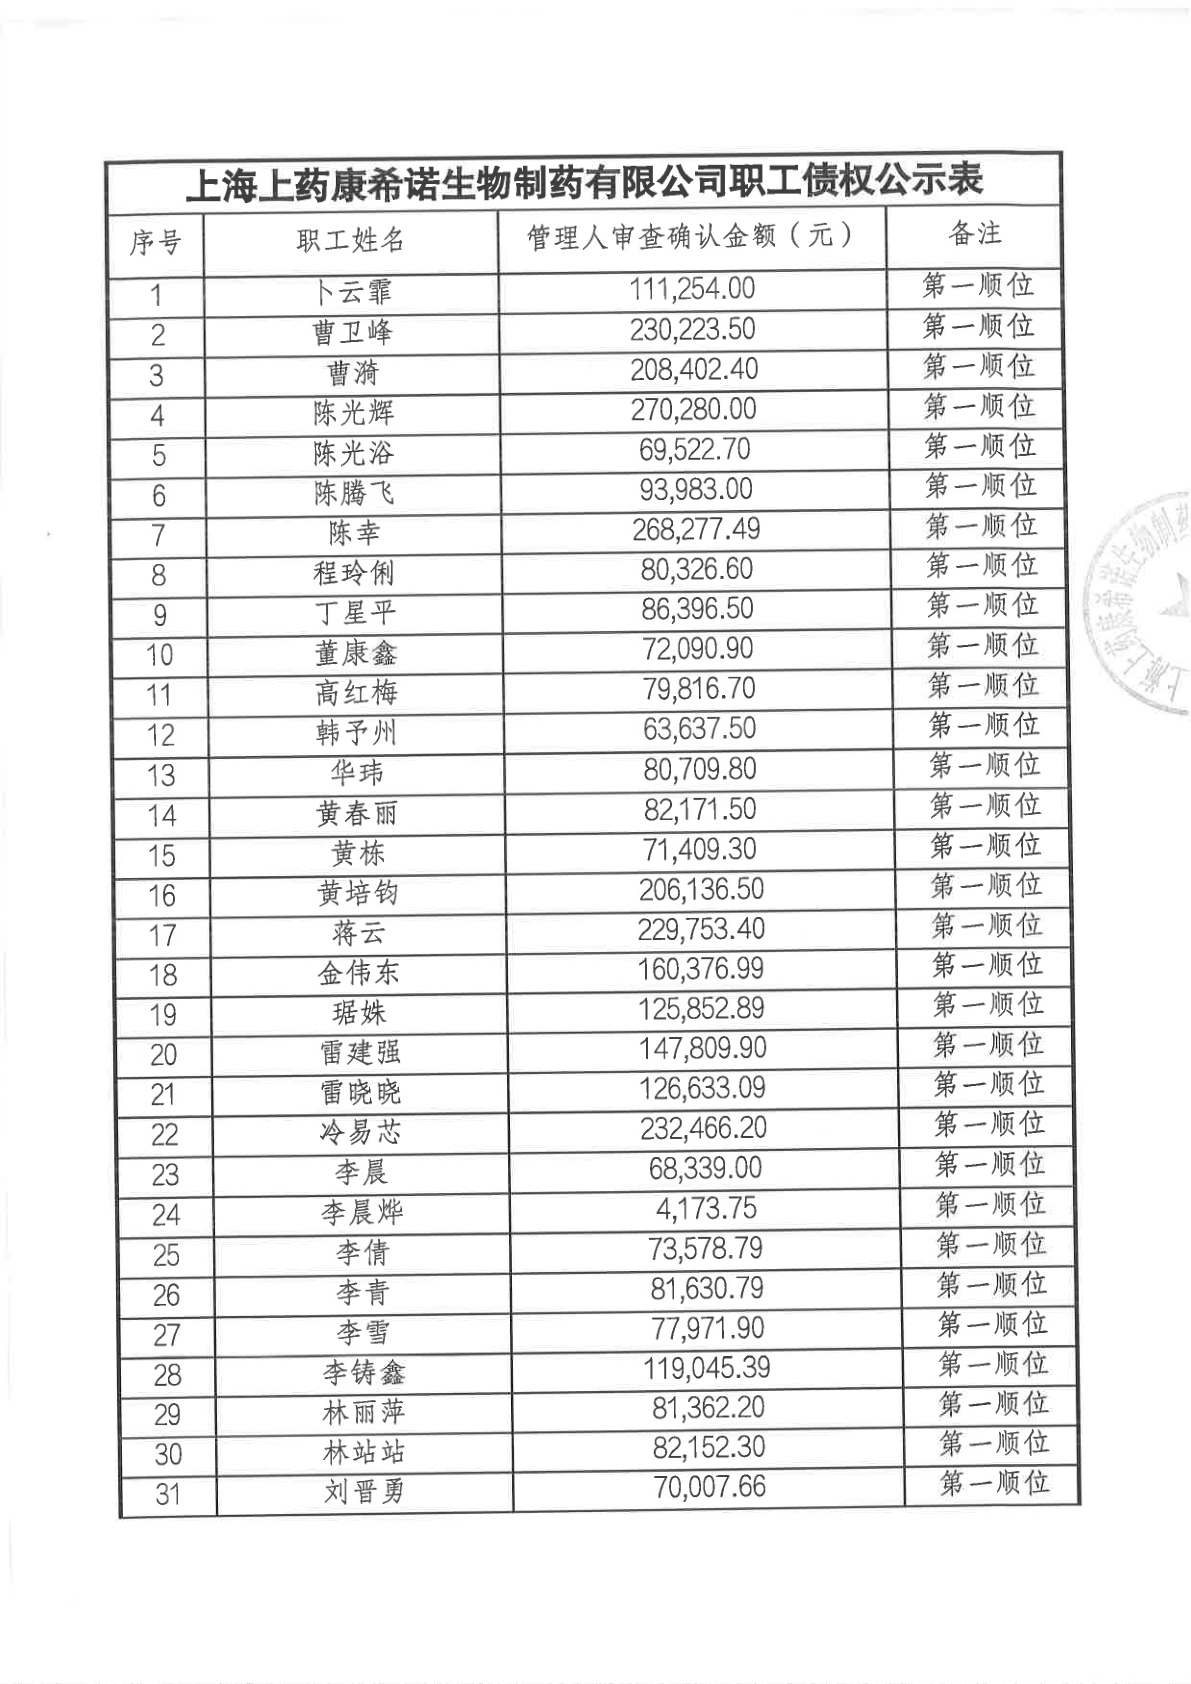 上海上药康希诺生物制药有限公司职工债权公示表
序号 职工姓名 管理人审查确认金额（元） 备注
1 卜云霏 111,254.00 第一顺位
2 曹卫峰 230,223.50 第一顺位
3 曹漪 208,402.40 第一顺位
4 陈光辉 270,280.00 第一顺位
5 陈光浴 69,522.70 第一顺位
6 陈腾飞 93,983.00 第一顺位
7 陈幸 268,277.49 第一顺位
8 程玲俐 80,326.60 第一顺位
9 丁星平 86,396.50 第一顺位
10 董康鑫 72,090.90 第一顺位
11 高红梅 79,816.70 第一顺位
12 韩予州 63,637.50 第一顺位
13 华玮 80,709.80 第一顺位
14 黄春丽 82,171.50 第一顺位
15 黄栋 71,409.30 第一顺位
16 黄培钧 206,136.50 第一顺位
17 蒋云 229,753.40 第一顺位
18 金伟东 160,376.99 第一顺位
19 琚姝 125,852.89 第一顺位
20 雷建强 147,809.90 第一顺位
21 雷晓晓 126,633.09 第一顺位
22 冷易芯 232,466.20 第一顺位
23 李晨 68,339.00 第一顺位
24 李晨烨 4,173.75 第一顺位
25 李倩 73,578.79 第一顺位
26 李青 81,630.79 第一顺位
27 李雪 77,971.90 第一顺位
28 李铸鑫 119,045.39 第一顺位
29 林丽萍 81,362.20 第一顺位
30 林站站 82,152.30 第一顺位
31 刘晋勇 70,007.66 第一顺位
上海上药康希诺生物制药